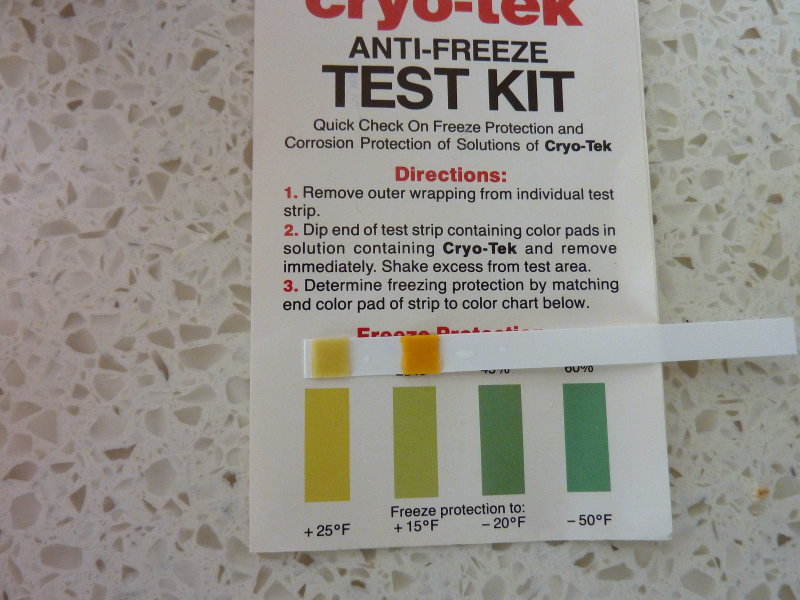 cryo-tek
ANTI-FREEZE
TEST KIT
Quick Check On Freeze Protection and
Corrosion Protection of Solutions of Cryo-Tek
Directions:
1. Remove outer wrapping from individual test
strip.
2. Dip end of test strip containing color pads in
solution containing Cryo-Tek and remove
immediately. Shake excess from test area.
3. Determine freezing protection by matching
end color pad of strip to color chart below.
Freeze Protection
60%
Freeze protection to:
+25°F +15°F -20°F -50°F